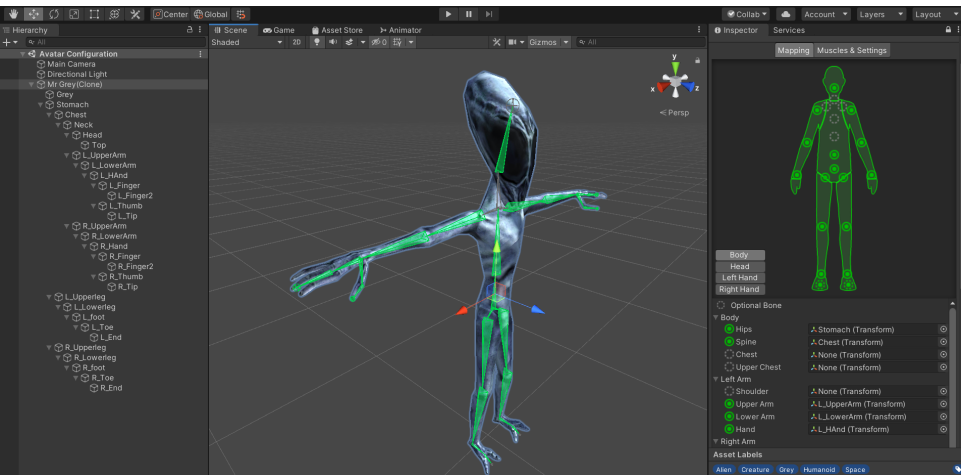 Center Global
Collab Account Layers Layout
Hierarchy
All
Avatar Configuration
Main Camera
Directional Light
Mr Grey(Clone)
Grey
Stomach
Chest
Neck
Head
Top
L_UpperArm
L_LowerArm
L_HAnd
L_Finger
L_Finger2
L_Thumb
L_Tip
R_UpperArm
R_LowerArm
R_Hand
R_Finger
R_Finger2
R_Thumb
R_Tip
L_Upperleg
L_Lowerleg
L_foot
L_Toe
L_End
R_Upperleg
R_Lowerleg
R_foot
R_Toe
R_End
Scene Game Asset Store Animator
Shaded 2D 0 Gizmos All
y
x z
Persp
Inspector Services
Mapping Muscles & Settings
Body
Head
Left Hand
Right Hand
Optional Bone
Body
Hips Stomach (Transform)
Spine Chest (Transform)
Chest None (Transform)
Upper Chest None (Transform)
Left Arm
Shoulder None (Transform)
Upper Arm L_UpperArm (Transform)
Lower Arm L_LowerArm (Transform)
Hand L_HAnd (Transform)
Right Arm
Asset Labels
Alien Creature Grey Humanoid Space